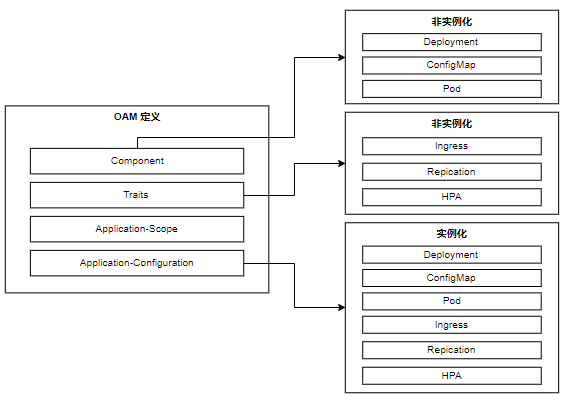 OAM 定义
Component
Traits
Application-Scope
Application-Configuration
非实例化
Deployment
ConfigMap
Pod
非实例化
Ingress
Repication
HPA
实例化
Deployment
ConfigMap
Pod
Ingress
Repication
HPA